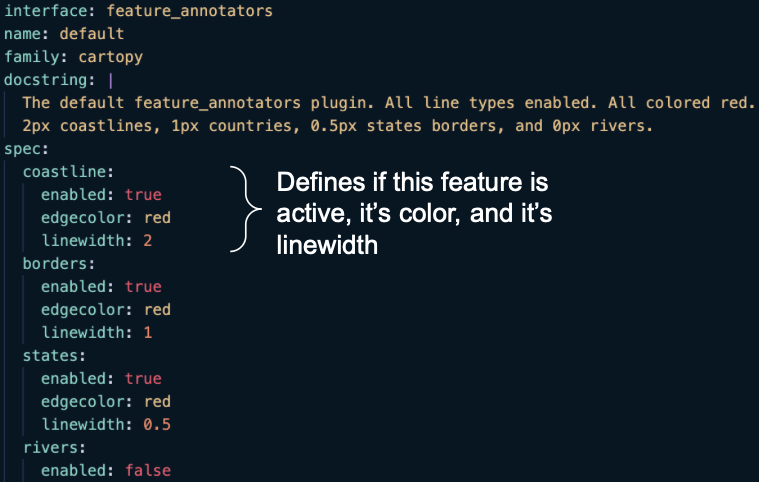 interface: feature_annotators
name: default
family: cartopy
docstring: |
The default feature_annotators plugin. All line types enabled. All colored red.
2px coastlines, 1px countries, 0.5px states borders, and 0px rivers.
spec:
coastline:
enabled: true
edgecolor: red
linewidth: 2
Defines if this feature is
active, it’s color, and it’s
linewidth
borders:
enabled: true
edgecolor: red
linewidth: 1
states:
enabled: true
edgecolor: red
linewidth: 0.5
rivers:
enabled: false